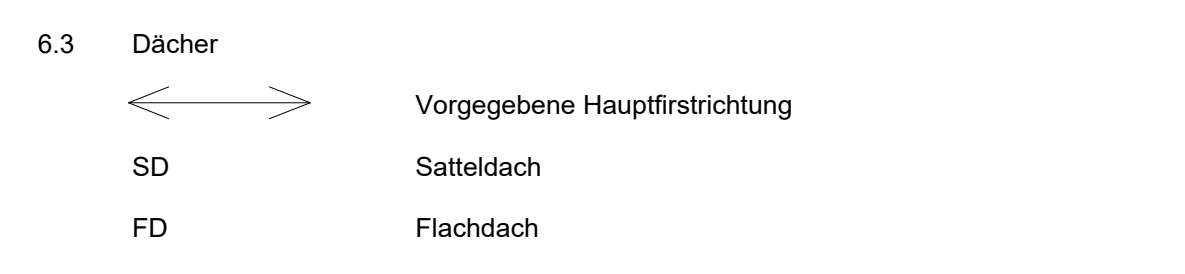 6.3 Dächer
Vorgegebene Hauptfirstrichtung
SD Satteldach
FD Flachdach